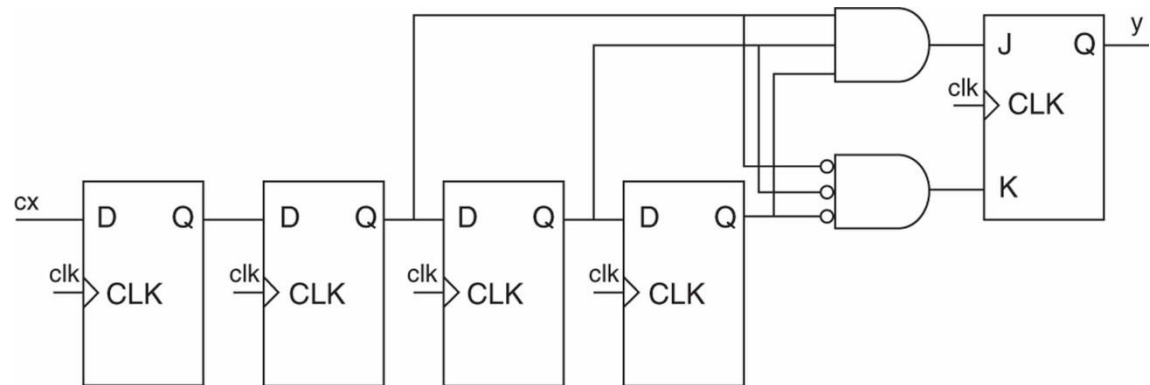 y
J Q
clk
CLK
K
cx
D Q D Q D Q D Q
clk clk clk clk
CLK CLK CLK CLK